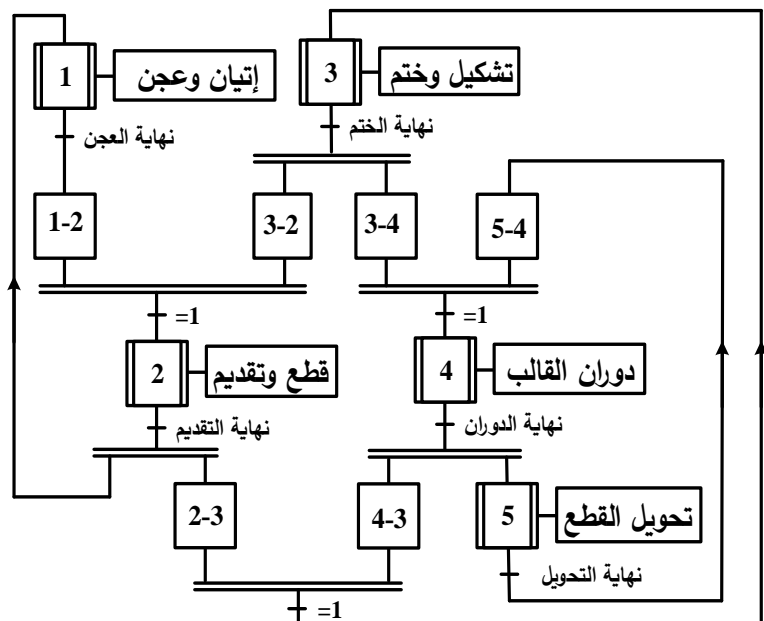 1
إتيان وعجن
3
تشكيل وختم
نهاية العجن
نهاية الختم
1-2
3-2
3-4
5-4
=1
=1
2
قطع وتقديم
4
دوران القالب
نهاية التقديم
نهاية الدوران
2-3
4-3
5
تحويل القطع
نهاية التحويل
=1